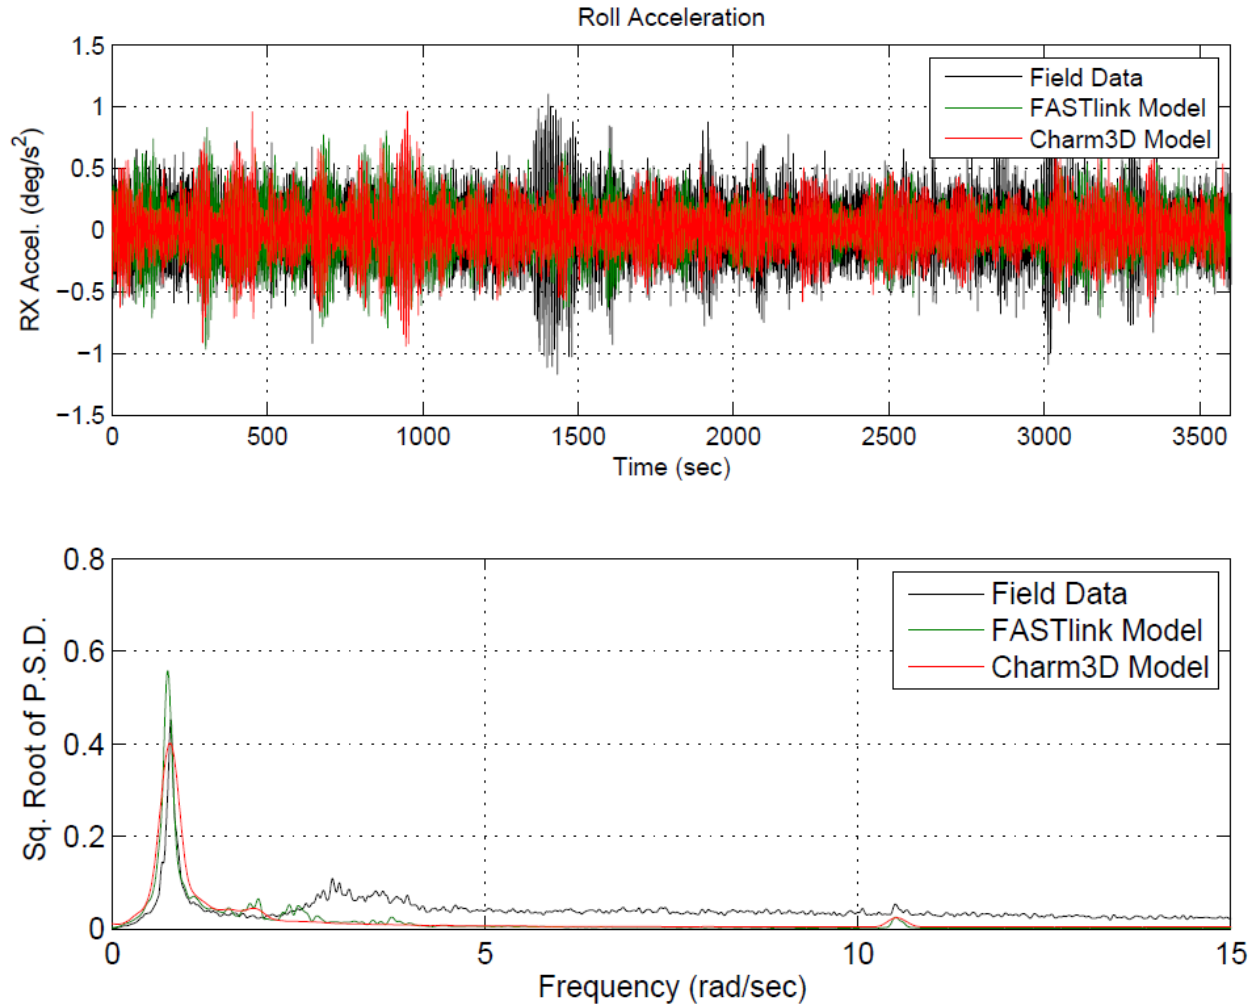 Roll Acceleration
1.5
1
0.5
0
−0.5
−1
−1.5
RX Accel. (deg/s²)
Field Data
FASTlink Model
Charm3D Model
0 500 1000 1500 2000 2500 3000 3500
Time (sec)
0.8
0.6
0.4
0.2
0
Sq. Root of P.S.D.
Field Data
FASTlink Model
Charm3D Model
0 5 10 15
Frequency (rad/sec)